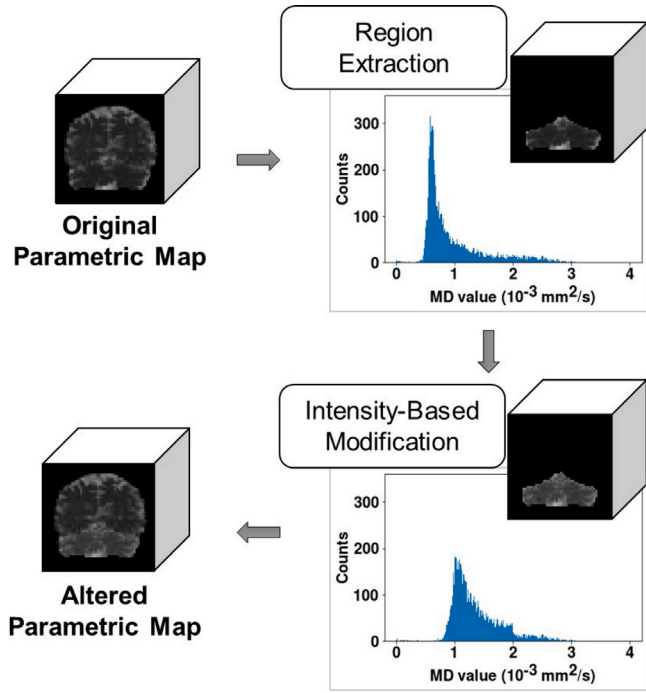 Region
Extraction
Original
Parametric Map
300
200
100
0
Counts
0 1 2 3 4
MD value (10⁻³ mm²/s)
Intensity-Based
Modification
Altered
Parametric Map
300
200
100
0
Counts
0 1 2 3 4
MD value (10⁻³ mm²/s)